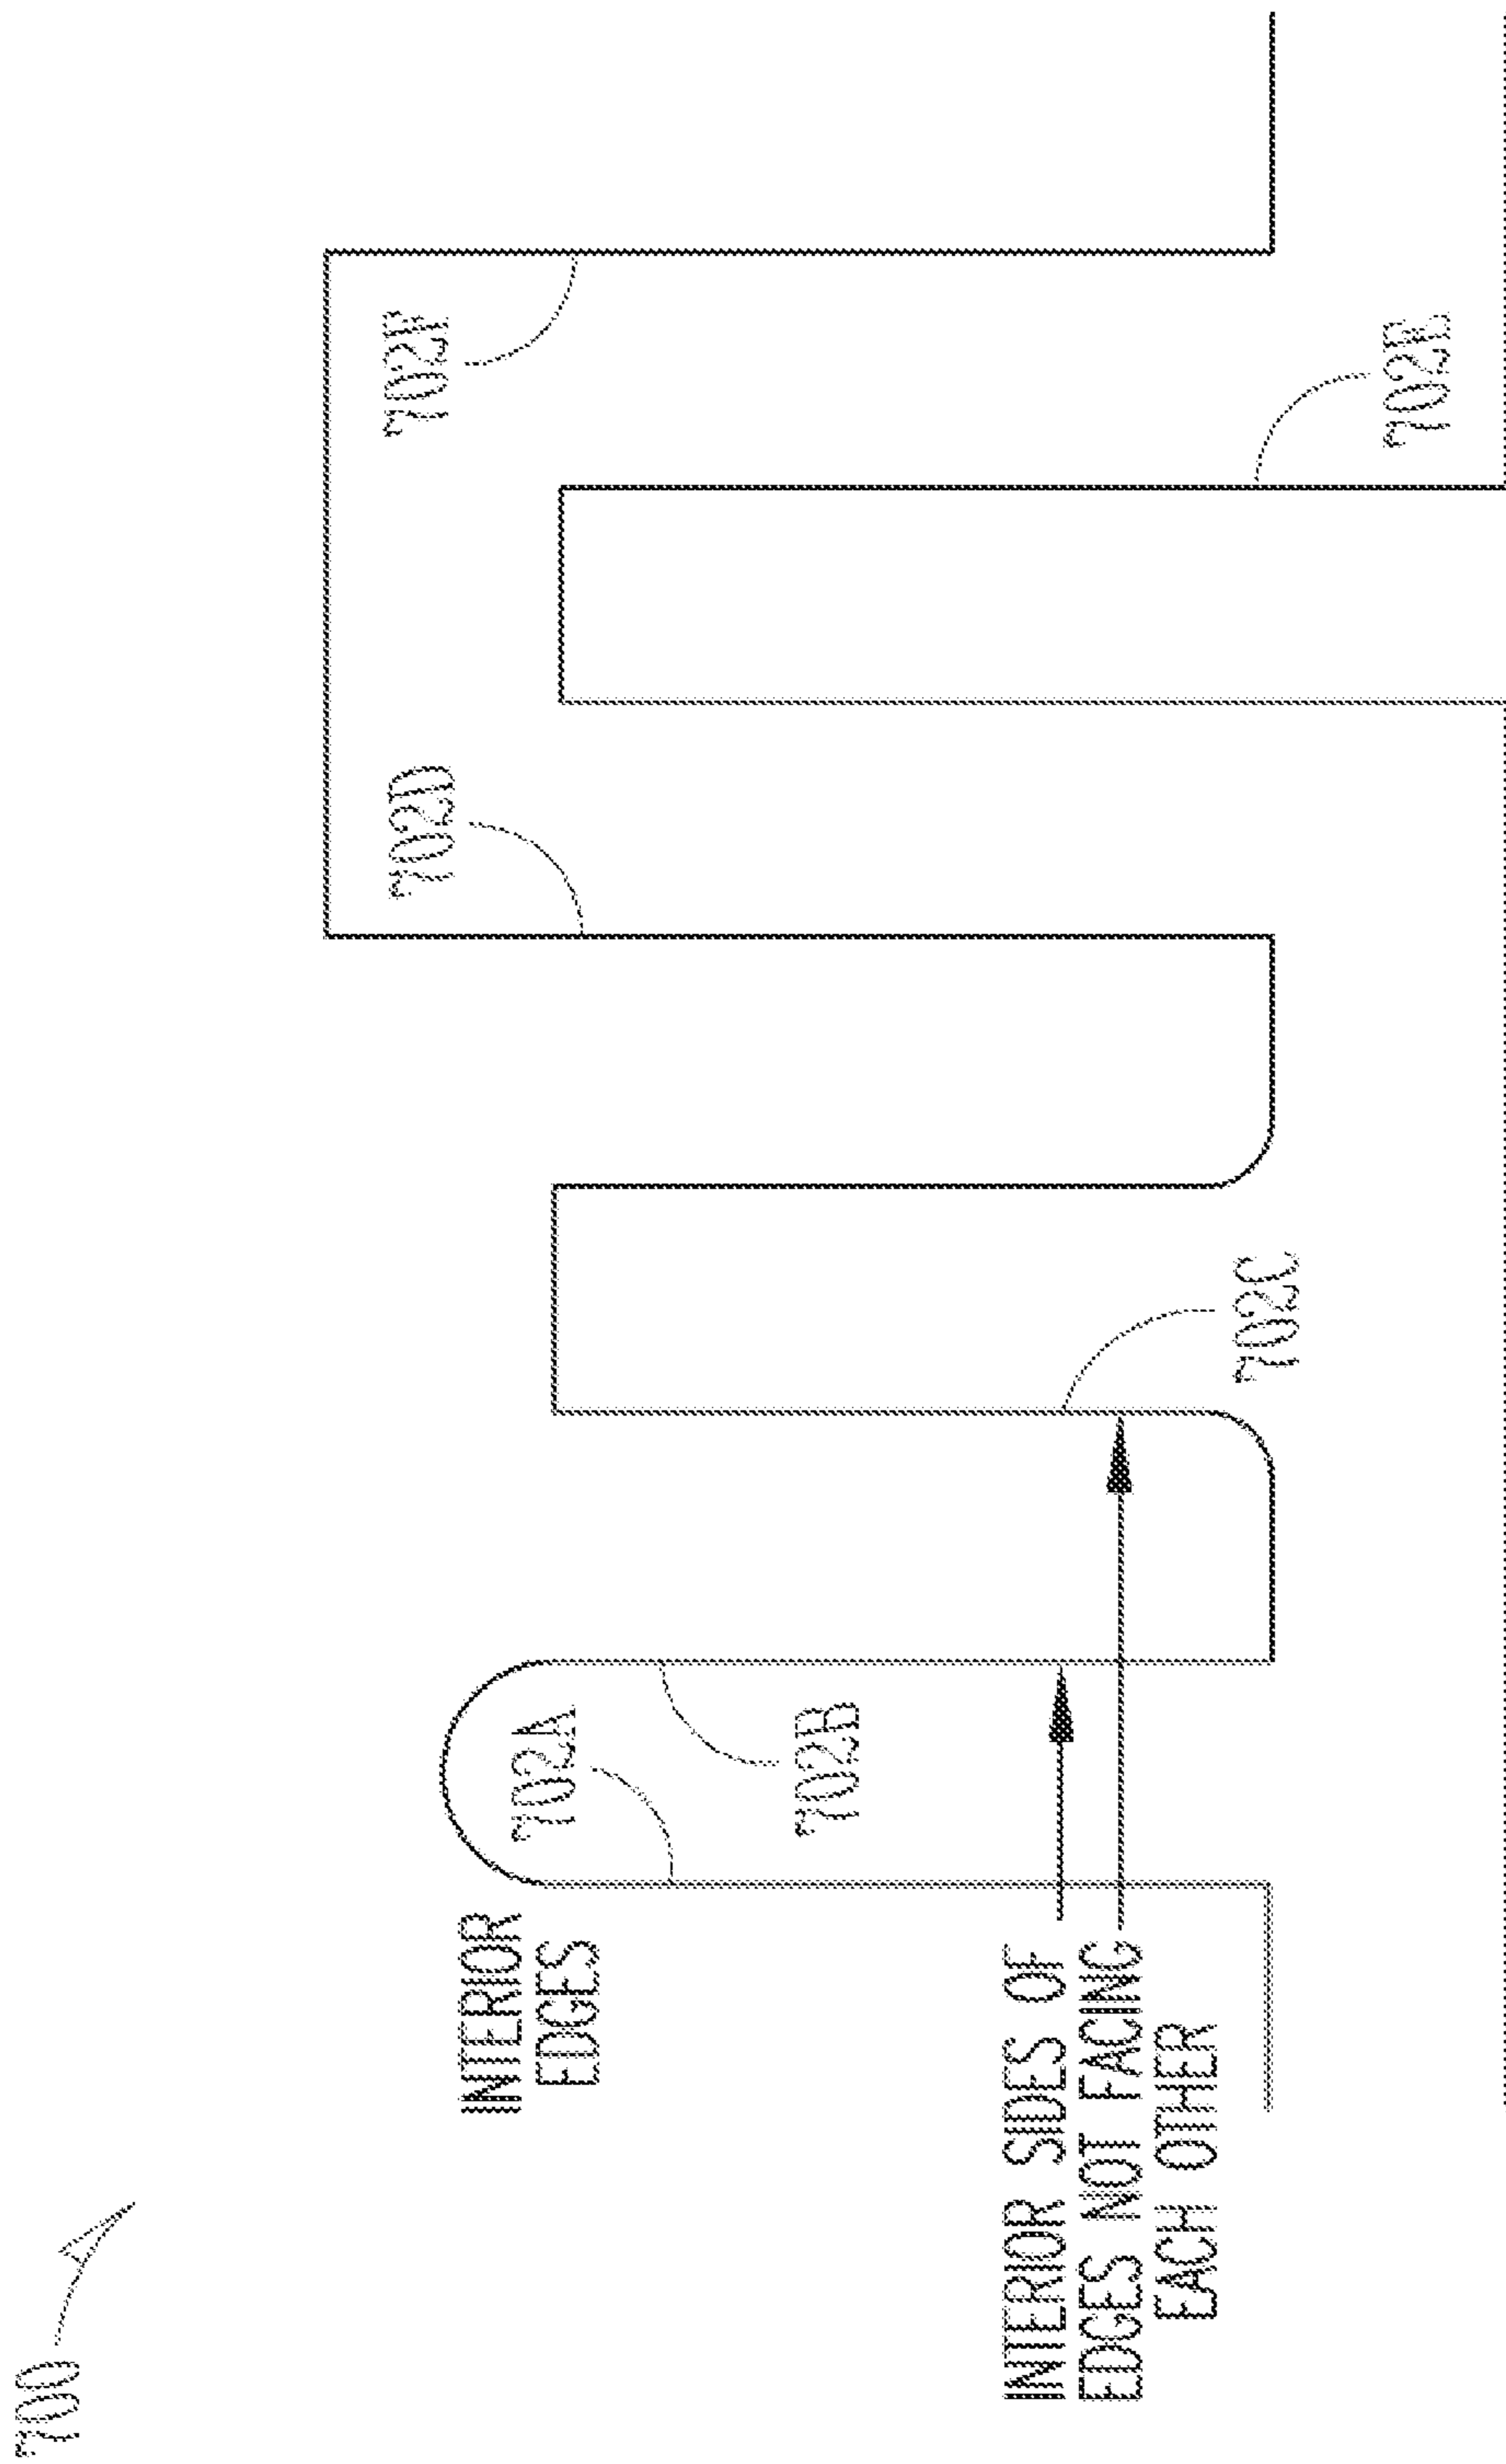 700
INTERIOR
EDGES
702A
702B
INTERIOR SIDES OF
EDGES NOT FACING
EACH OTHER
702C
702D
702E
702F